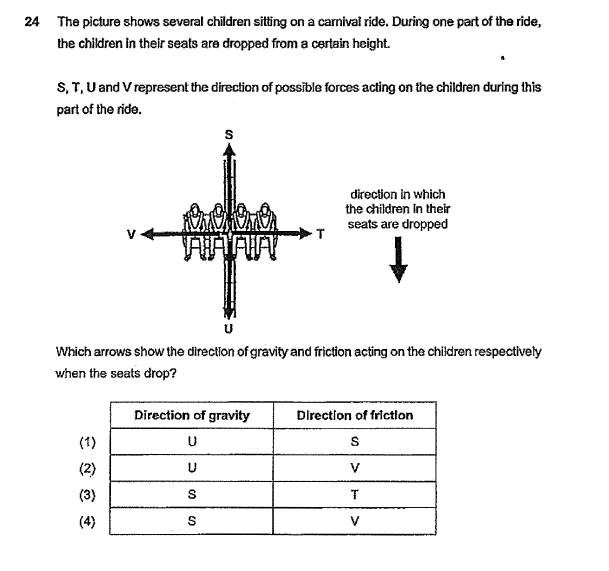 24 The picture shows several children sitting on a carnival ride. During one part of the ride,
the children in their seats are dropped from a certain height.
S, T, U and V represent the direction of possible forces acting on the children during this
part of the ride.
S
direction in which
the children in their
seats are dropped
V T
U
Which arrows show the direction of gravity and friction acting on the children respectively
when the seats drop?
Direction of gravity Direction of friction
(1) U S
(2) U V
(3) S T
(4) S V